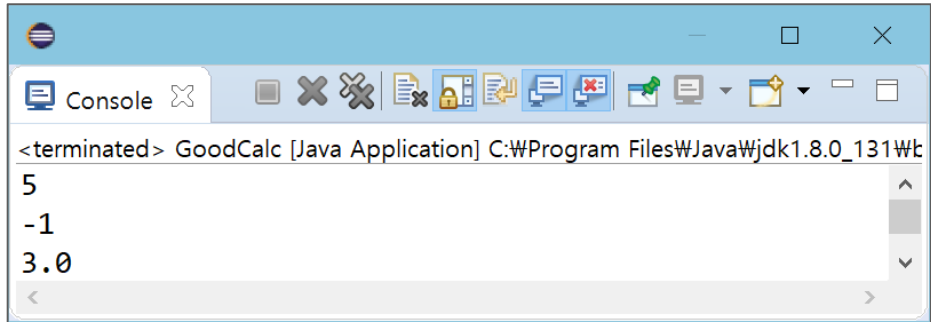 Console
<terminated> GoodCalc [Java Application] C:₩Program Files₩Java₩jdk1.8.0_131₩b
5
-1
3.0